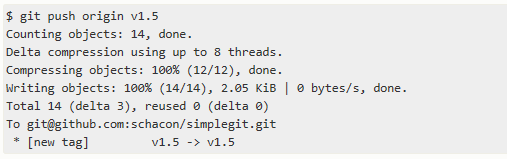 $ git push origin v1.5
Counting objects: 14, done.
Delta compression using up to 8 threads.
Compressing objects: 100% (12/12), done.
Writing objects: 100% (14/14), 2.05 KiB | 0 bytes/s, done.
Total 14 (delta 3), reused 0 (delta 0)
To git@github.com:schacon/simplegit.git
 * [new tag]         v1.5 -> v1.5